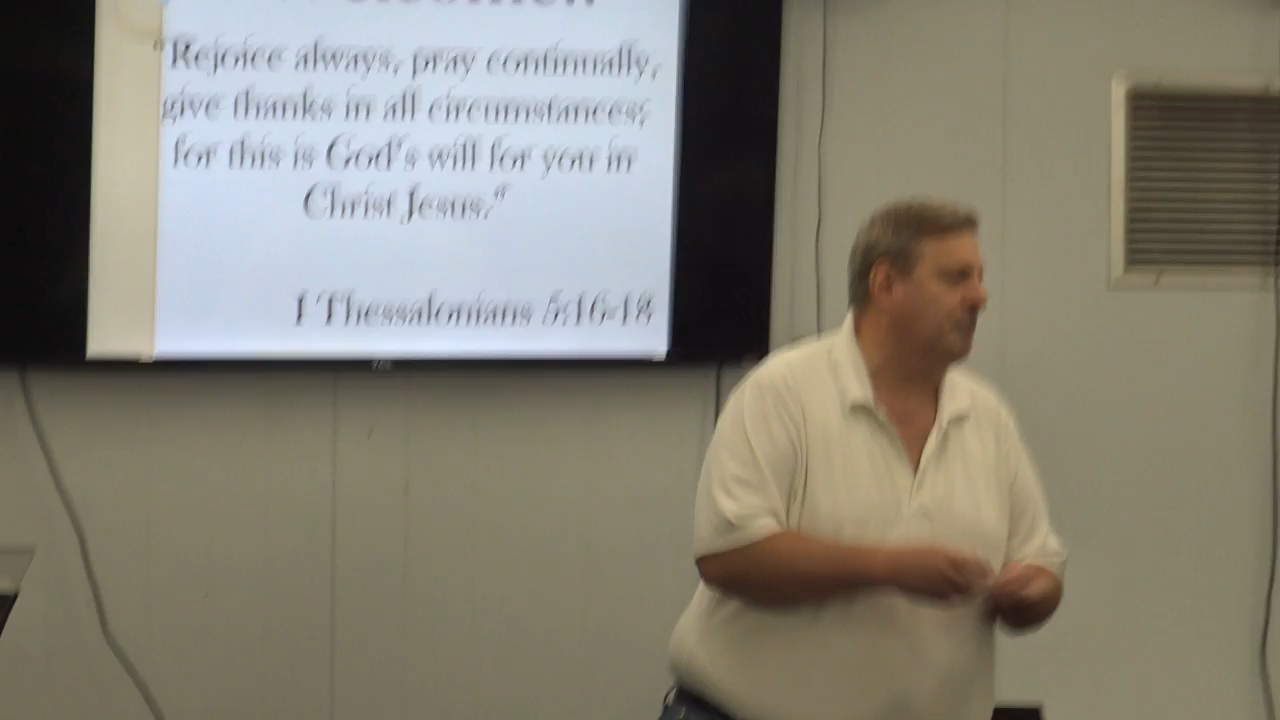 "Rejoice always, pray continually,
give thanks in all circumstances;
for this is God's will for you in
Christ Jesus."
1 Thessalonians 5:16-18